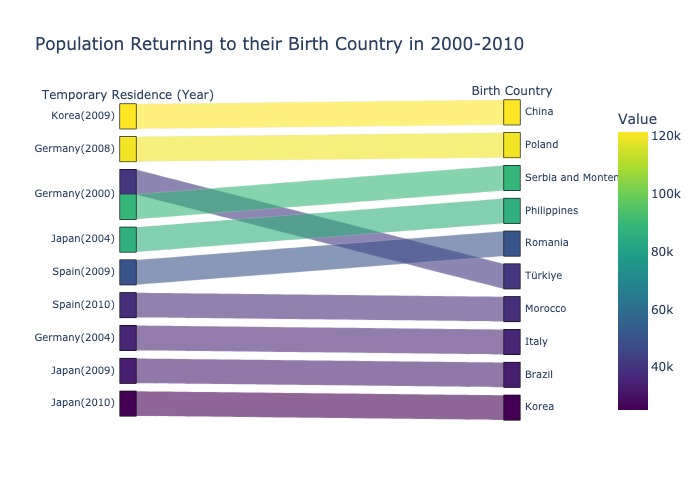 Population Returning to their Birth Country in 2000-2010
Temporary Residence (Year)
Birth Country
Korea(2009)
China
Germany(2008)
Poland
Germany(2000)
Serbia and Monten
Japan(2004)
Philippines
Spain(2009)
Romania
Türkiye
Spain(2010)
Morocco
Germany(2004)
Italy
Japan(2009)
Brazil
Japan(2010)
Korea
Value
120k
100k
80k
60k
40k